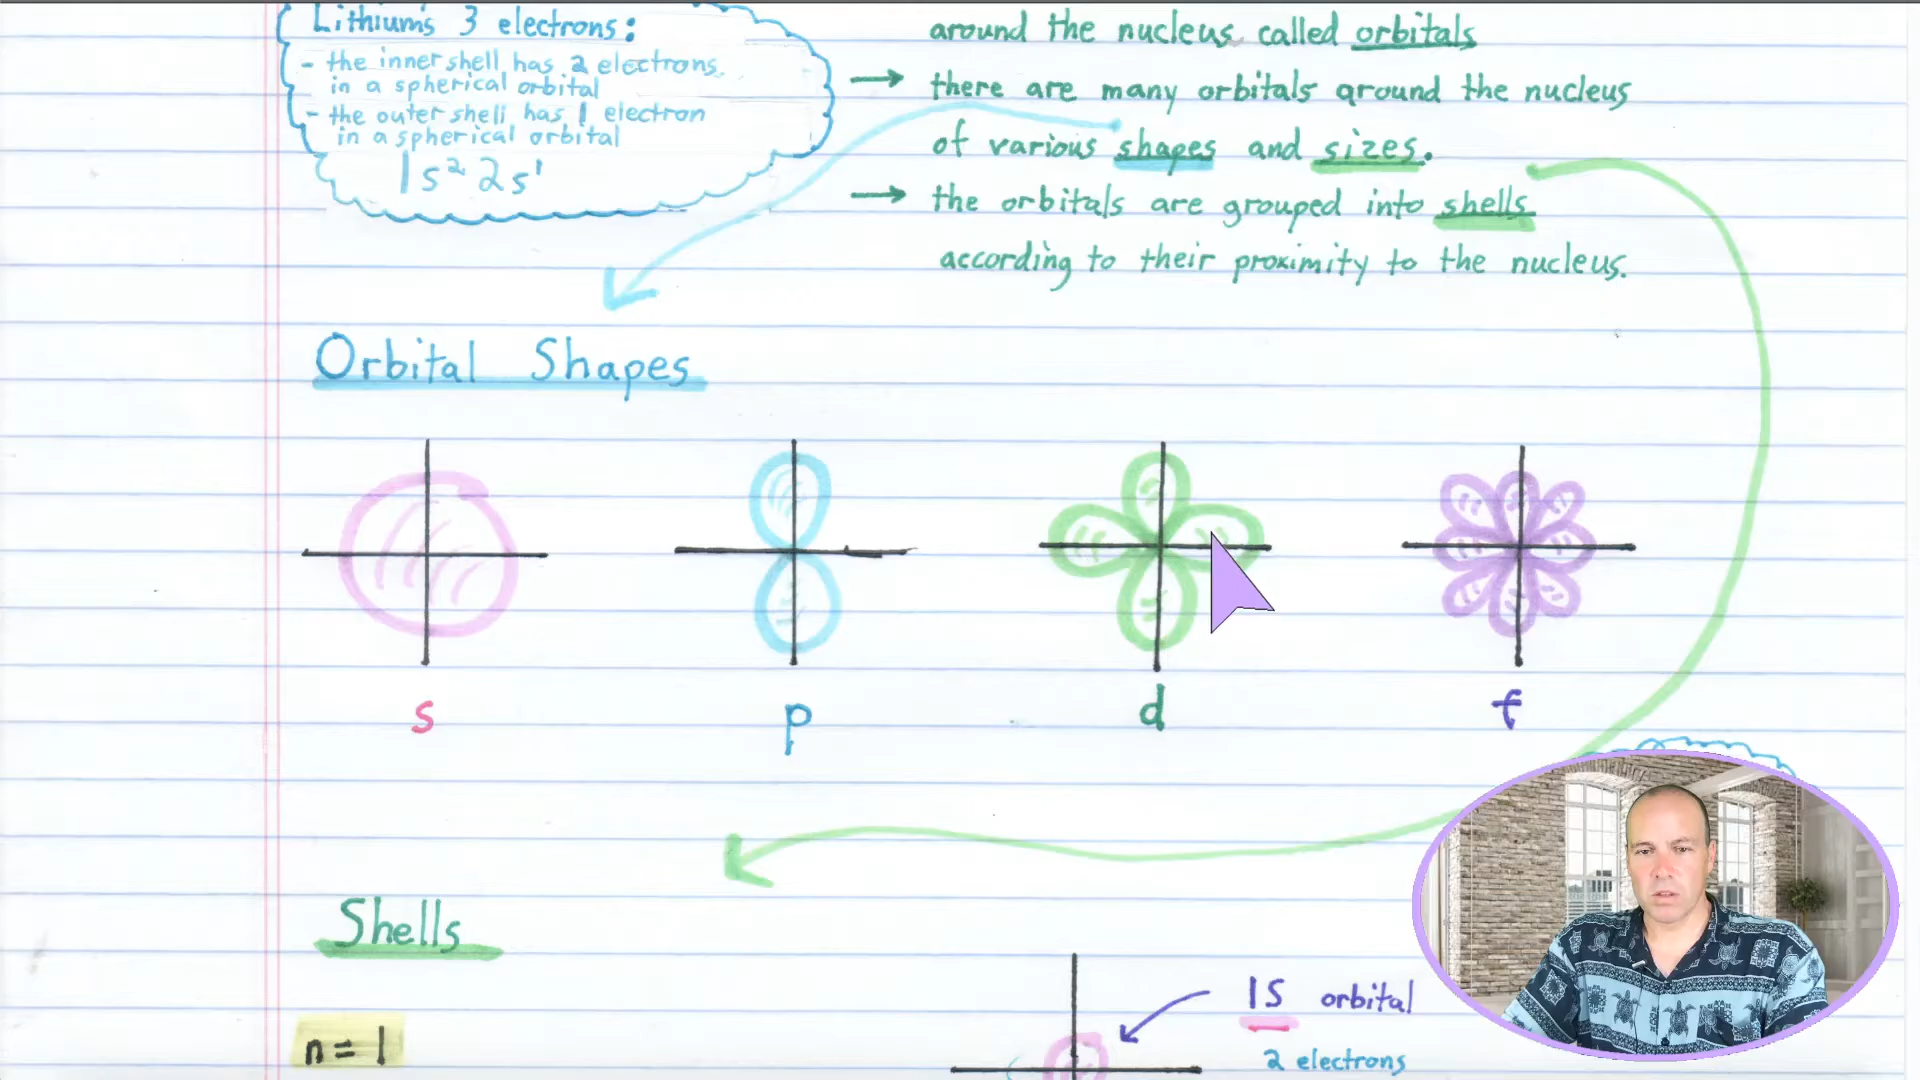 Lithium's 3 electrons:
- the inner shell has 2 electrons
in a spherical orbital
- the outer shell has 1 electron
in a spherical orbital
1s² 2s¹
around the nucleus called orbitals
→ there are many orbitals around the nucleus
of various shapes and sizes.
→ the orbitals are grouped into shells
according to their proximity to the nucleus.
Orbital Shapes
s p d f
Shells
n = 1
1S orbital
2 electrons